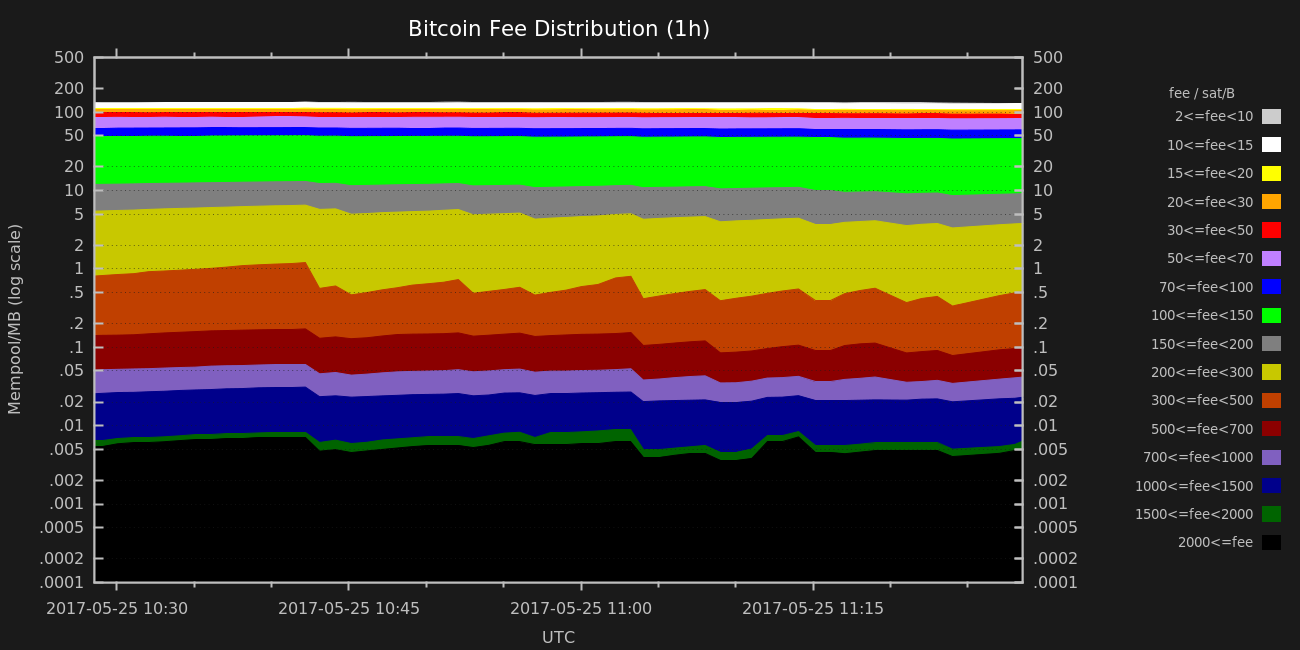 Bitcoin Fee Distribution (1h)
500
200
100
50
20
10
5
2
1
.5
.2
.1
.05
.02
.01
.005
.002
.001
.0005
.0002
.0001
Mempool/MB (log scale)
500
200
100
50
20
10
5
2
1
.5
.2
.1
.05
.02
.01
.005
.002
.001
.0005
.0002
.0001
2017-05-25 10:30
2017-05-25 10:45
2017-05-25 11:00
2017-05-25 11:15
UTC
fee / sat/B
2<=fee<10
10<=fee<15
15<=fee<20
20<=fee<30
30<=fee<50
50<=fee<70
70<=fee<100
100<=fee<150
150<=fee<200
200<=fee<300
300<=fee<500
500<=fee<700
700<=fee<1000
1000<=fee<1500
1500<=fee<2000
2000<=fee